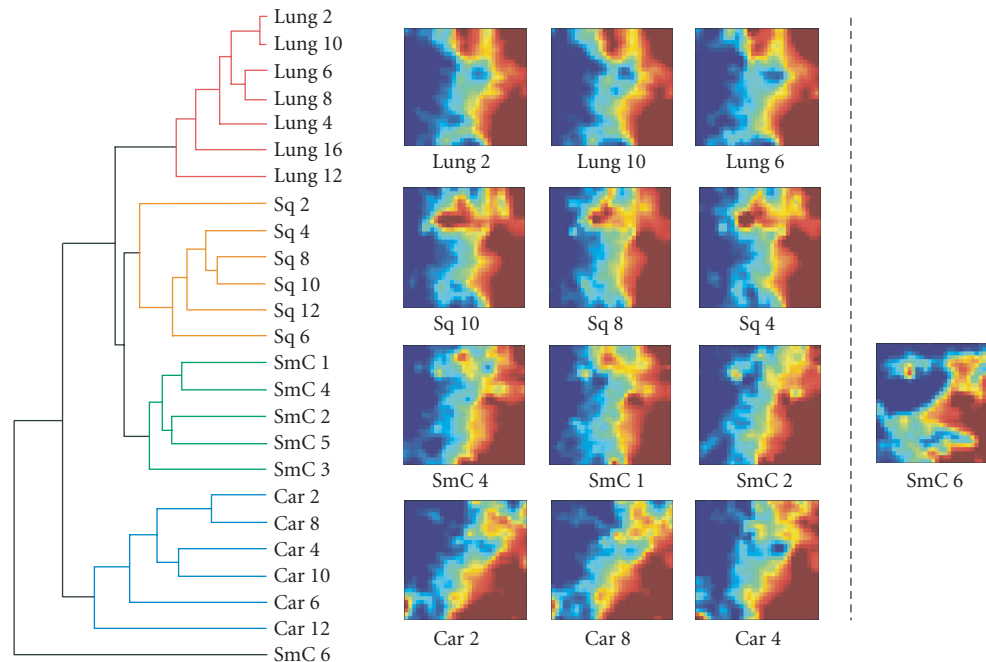 Lung 2
Lung 10
Lung 6
Lung 8
Lung 4
Lung 16
Lung 12
Sq 2
Sq 4
Sq 8
Sq 10
Sq 12
Sq 6
SmC 1
SmC 4
SmC 2
SmC 5
SmC 3
Car 2
Car 8
Car 4
Car 10
Car 6
Car 12
SmC 6
Lung 2 Lung 10 Lung 6
Sq 10 Sq 8 Sq 4
SmC 4 SmC 1 SmC 2 SmC 6
Car 2 Car 8 Car 4